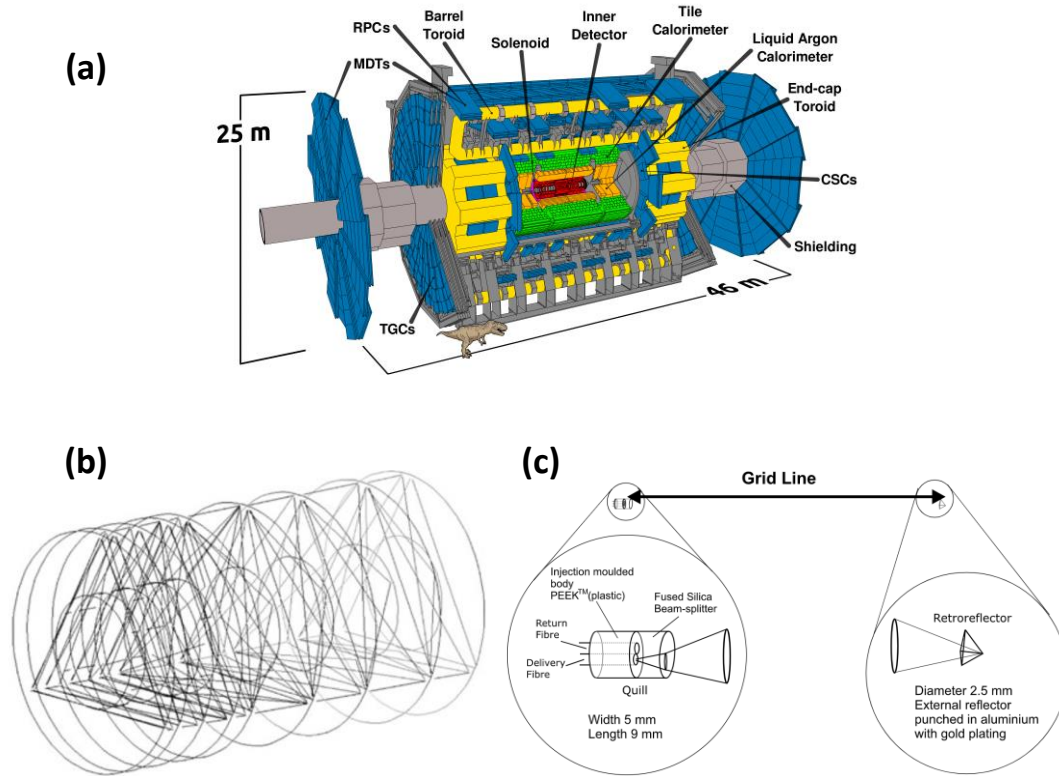 (a)
RPCs
Barrel
Toroid
Solenoid
Inner
Detector
Tile
Calorimeter
Liquid Argon
Calorimeter
MDTs
End-cap
Toroid
25 m
CSCs
Shielding
46 m
TGCs
(b)
(c)
Grid Line
Injection moulded
body
PEEK™(plastic)
Fused Silica
Beam-splitter
Return
Fibre
Delivery
Fibre
Quill
Width 5 mm
Length 9 mm
Retroreflector
Diameter 2.5 mm
External reflector
punched in aluminium
with gold plating